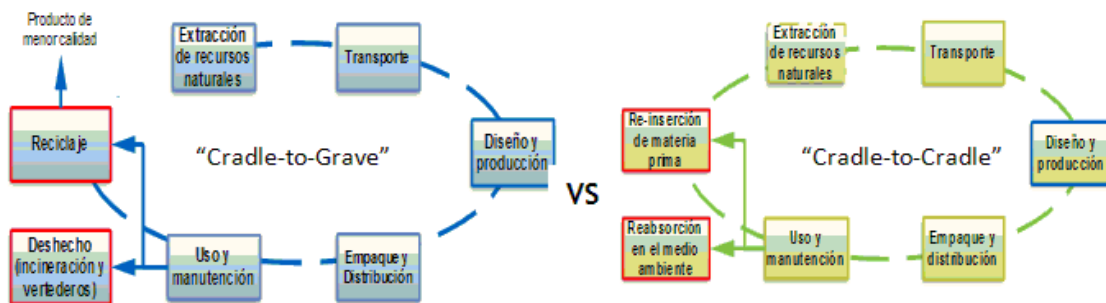 Producto de
menor calidad
Extracción
de recursos
naturales
Transporte
Reciclaje
"Cradle-to-Grave"
Diseño y
producción
Deshecho
(incineración y
vertederos)
Uso y
manutención
Empaque y
Distribución
VS
Extracción
de recursos
naturales
Transporte
Re-inserción
de materia
prima
"Cradle-to-Cradle"
Diseño y
producción
Reabsorción
en el medio
ambiente
Uso y
manutención
Empaque y
distribución